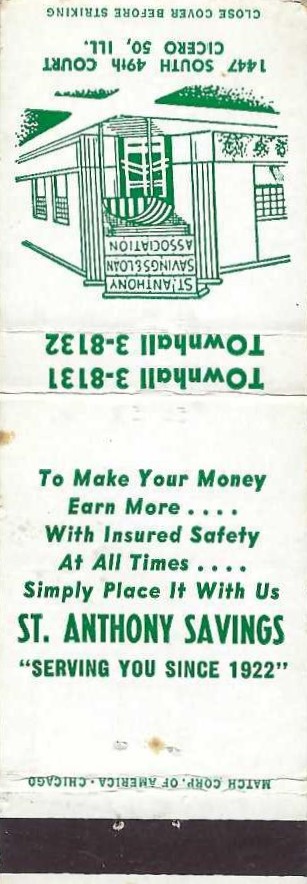 CLOSE COVER BEFORE STRIKING
1447 SOUTH 49th COURT
CICERO 50, ILL.
ST. ANTHONY
SAVINGS & LOAN
ASSOCIATION
TOwnhall 3-8131
TOwnhall 3-8132
To Make Your Money
Earn More . . . .
With Insured Safety
At All Times . . . .
Simply Place It With Us
ST. ANTHONY SAVINGS
"SERVING YOU SINCE 1922"
MATCH CORP. OF AMERICA • CHICAGO